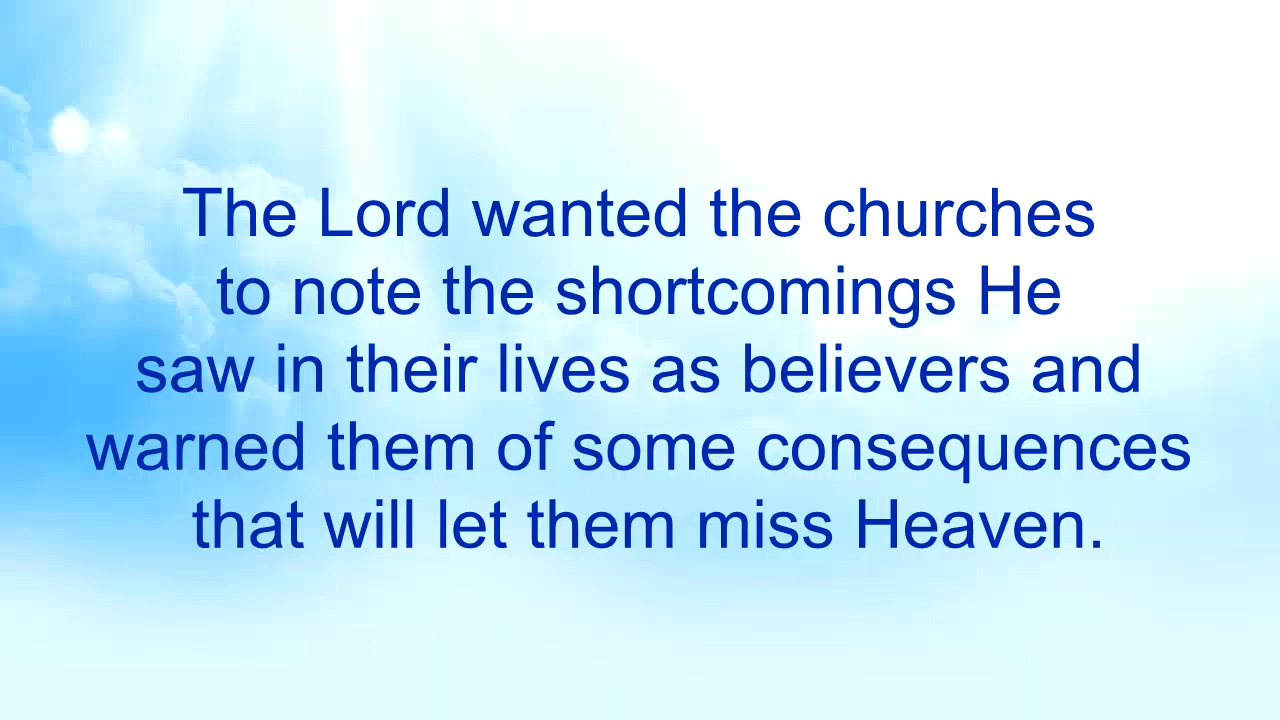 The Lord wanted the churches
to note the shortcomings He
saw in their lives as believers and
warned them of some consequences
that will let them miss Heaven.